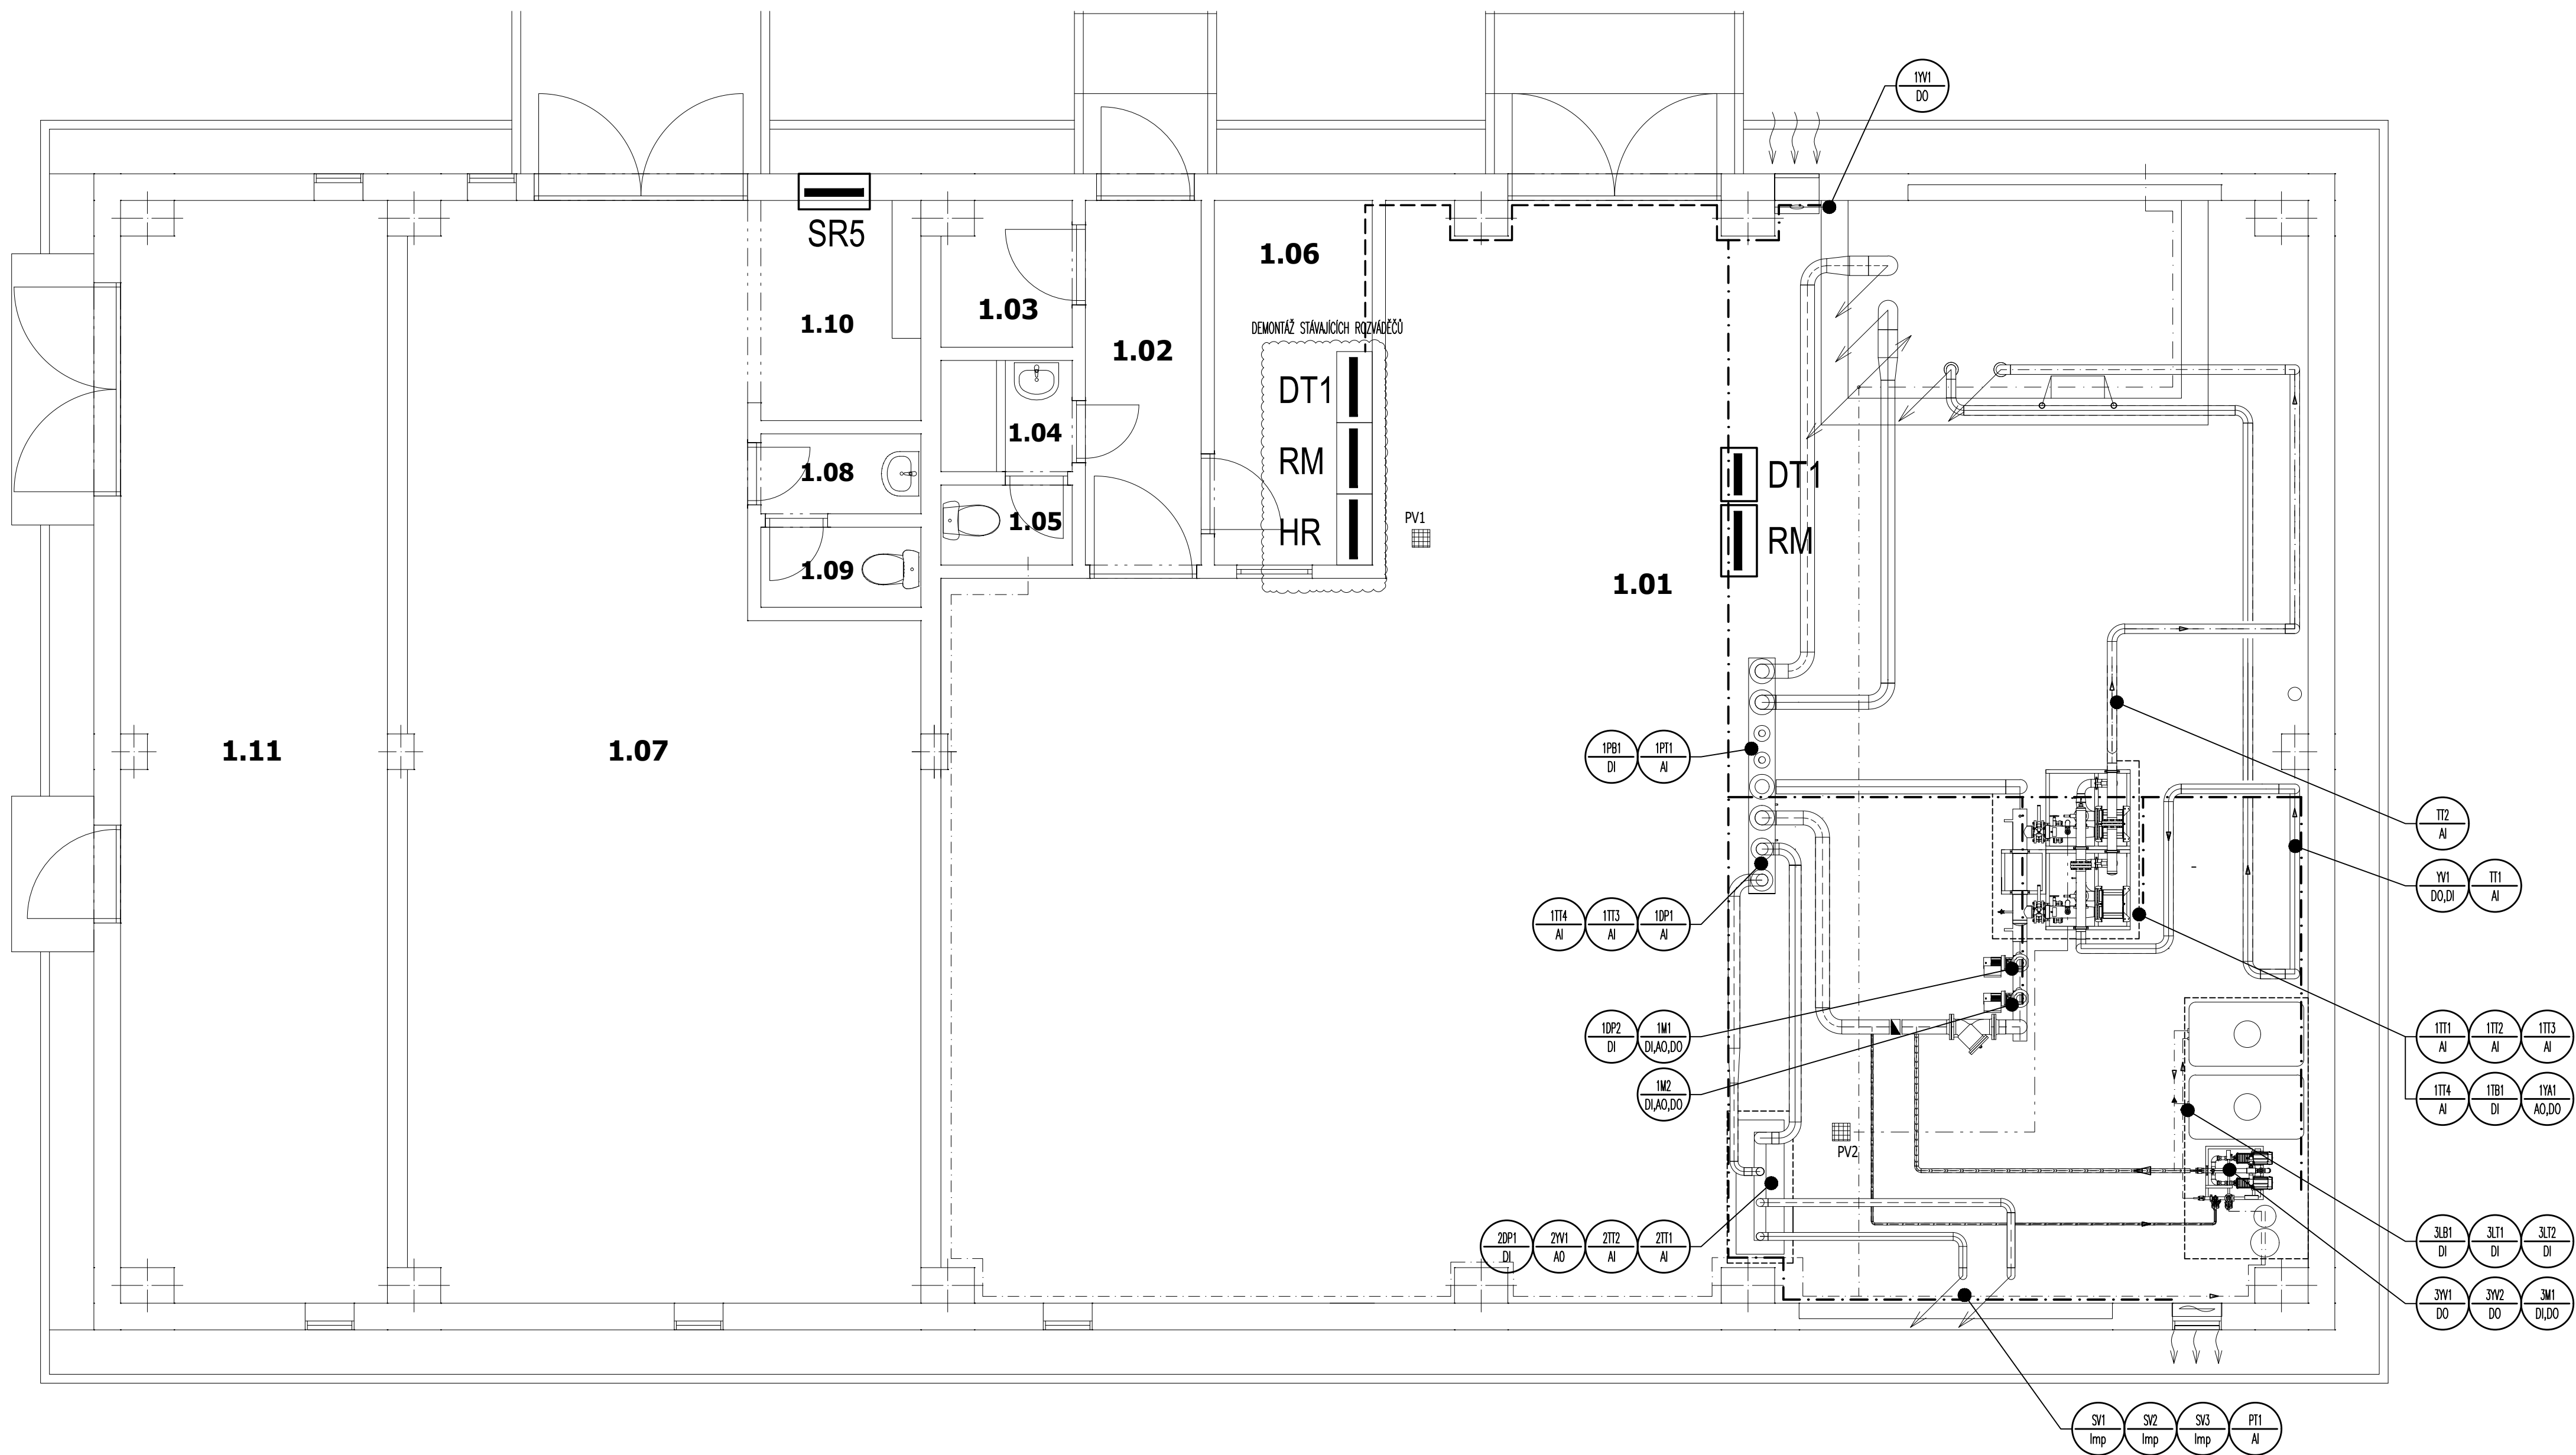 1YV1
DO
SR5
1.06
1.03
1.10
DEMONTÁŽ STÁVAJÍCÍCH ROZVÁDĚČŮ
1.02
DT1
1.04
RM
1.08
DT1
PV1
1.05
HR
RM
1.09
1.01
1.11
1.07
1PB1
DI
1PT1
AI
TT2
AI
YV1
DO,DI
TT1
AI
1TT4
AI
1TT3
AI
1DP1
AI
1DP2
DI
1M1
DI,AO,DO
1TT1
AI
1TT2
AI
1TT3
AI
1M2
DI,AO,DO
1TT4
AI
1TB1
DI
1YA1
AO,DO
PV2
2DP1
DI
2YV1
AO
2TT2
AI
2TT1
AI
3LB1
DI
3LT1
DI
3LT2
DI
3YV1
DO
3YV2
DO
3M1
DI,DO
SV1
Imp
SV2
Imp
SV3
Imp
PT1
AI